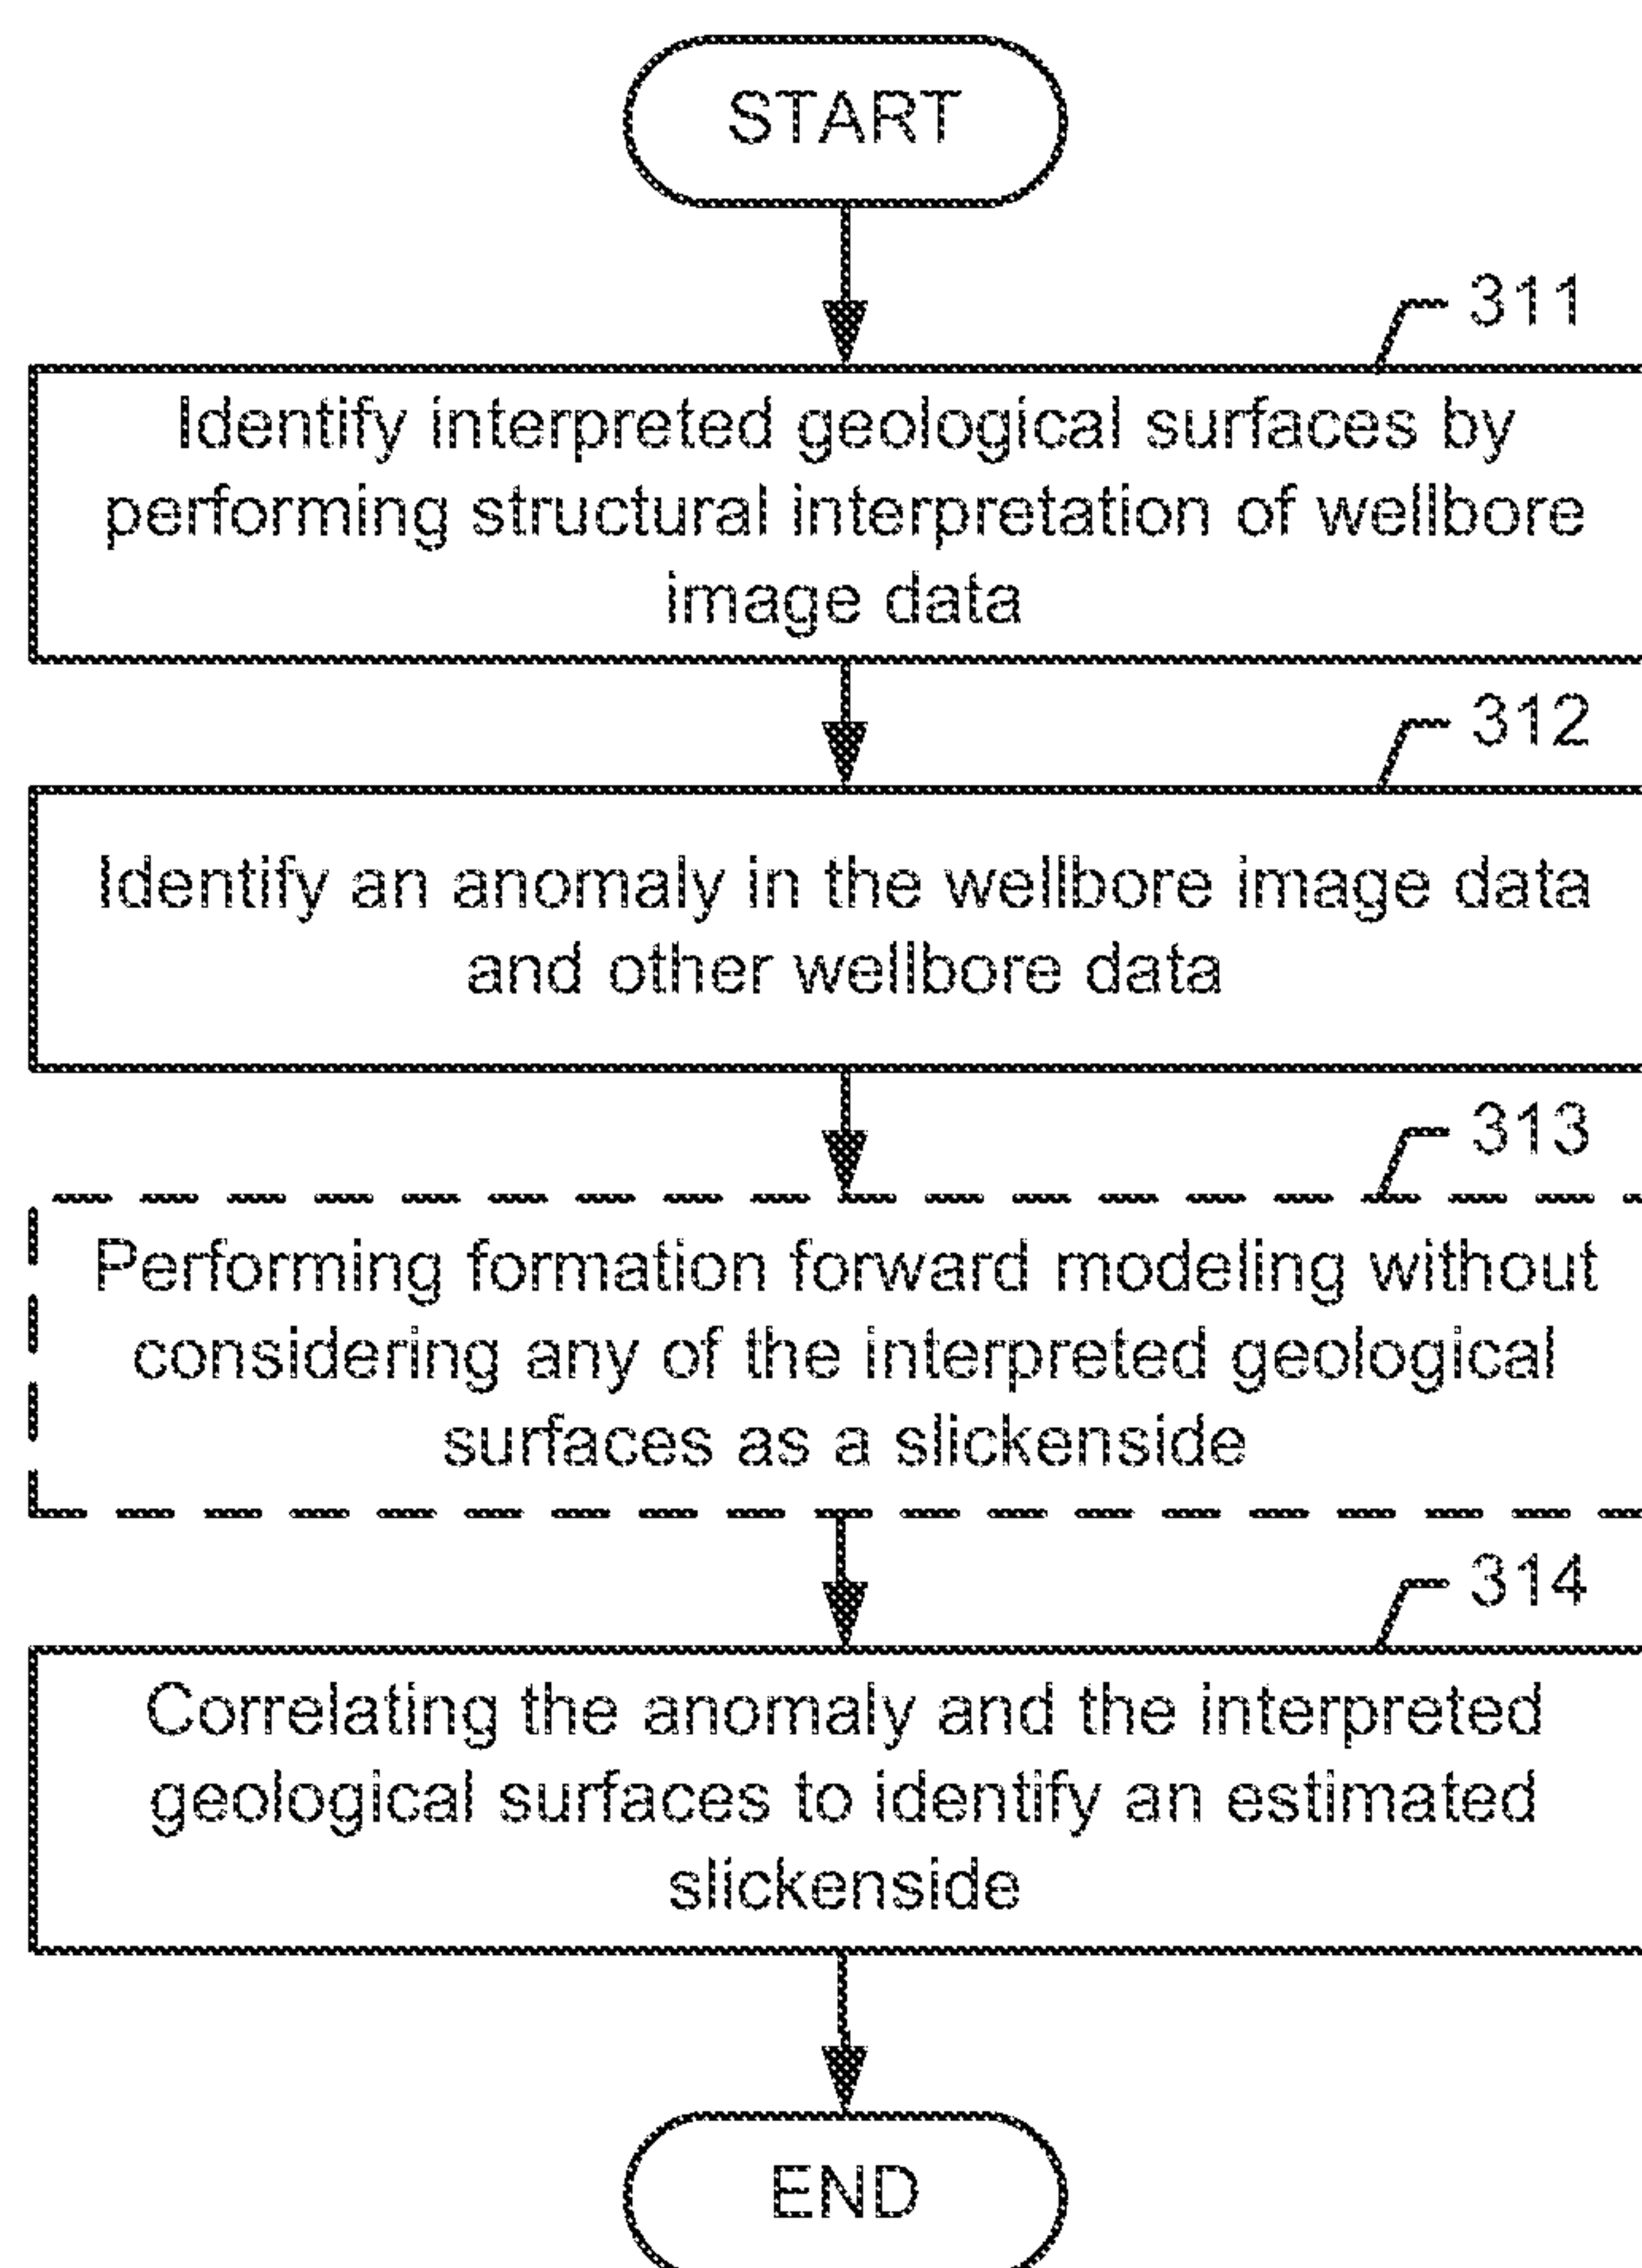 START
311
Identify interpreted geological surfaces by
performing structural interpretation of wellbore
image data
312
Identify an anomaly in the wellbore image data
and other wellbore data
313
Performing formation forward modeling without
considering any of the interpreted geological
surfaces as a slickenside
314
Correlating the anomaly and the interpreted
geological surfaces to identify an estimated
slickenside
END